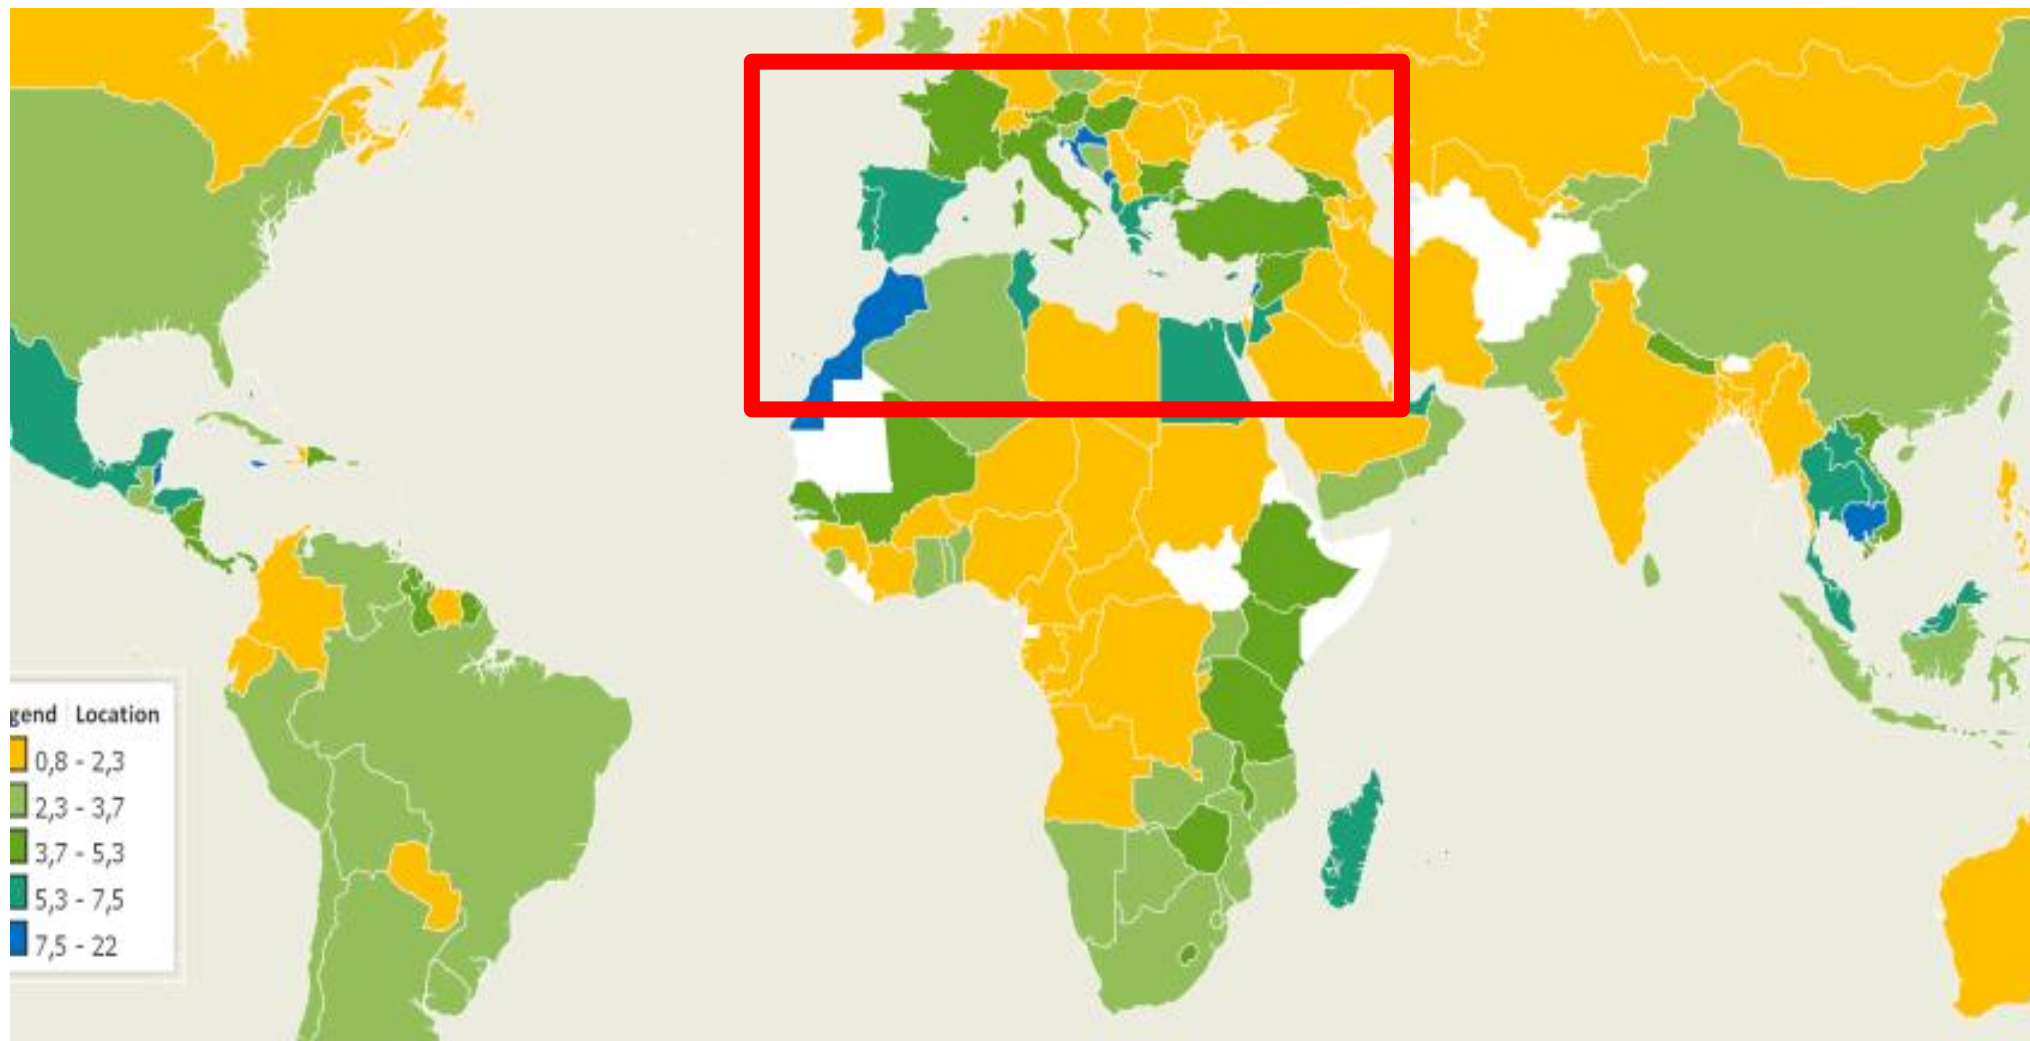 gend Location
0,8 - 2,3
2,3 - 3,7
3,7 - 5,3
5,3 - 7,5
7,5 - 22